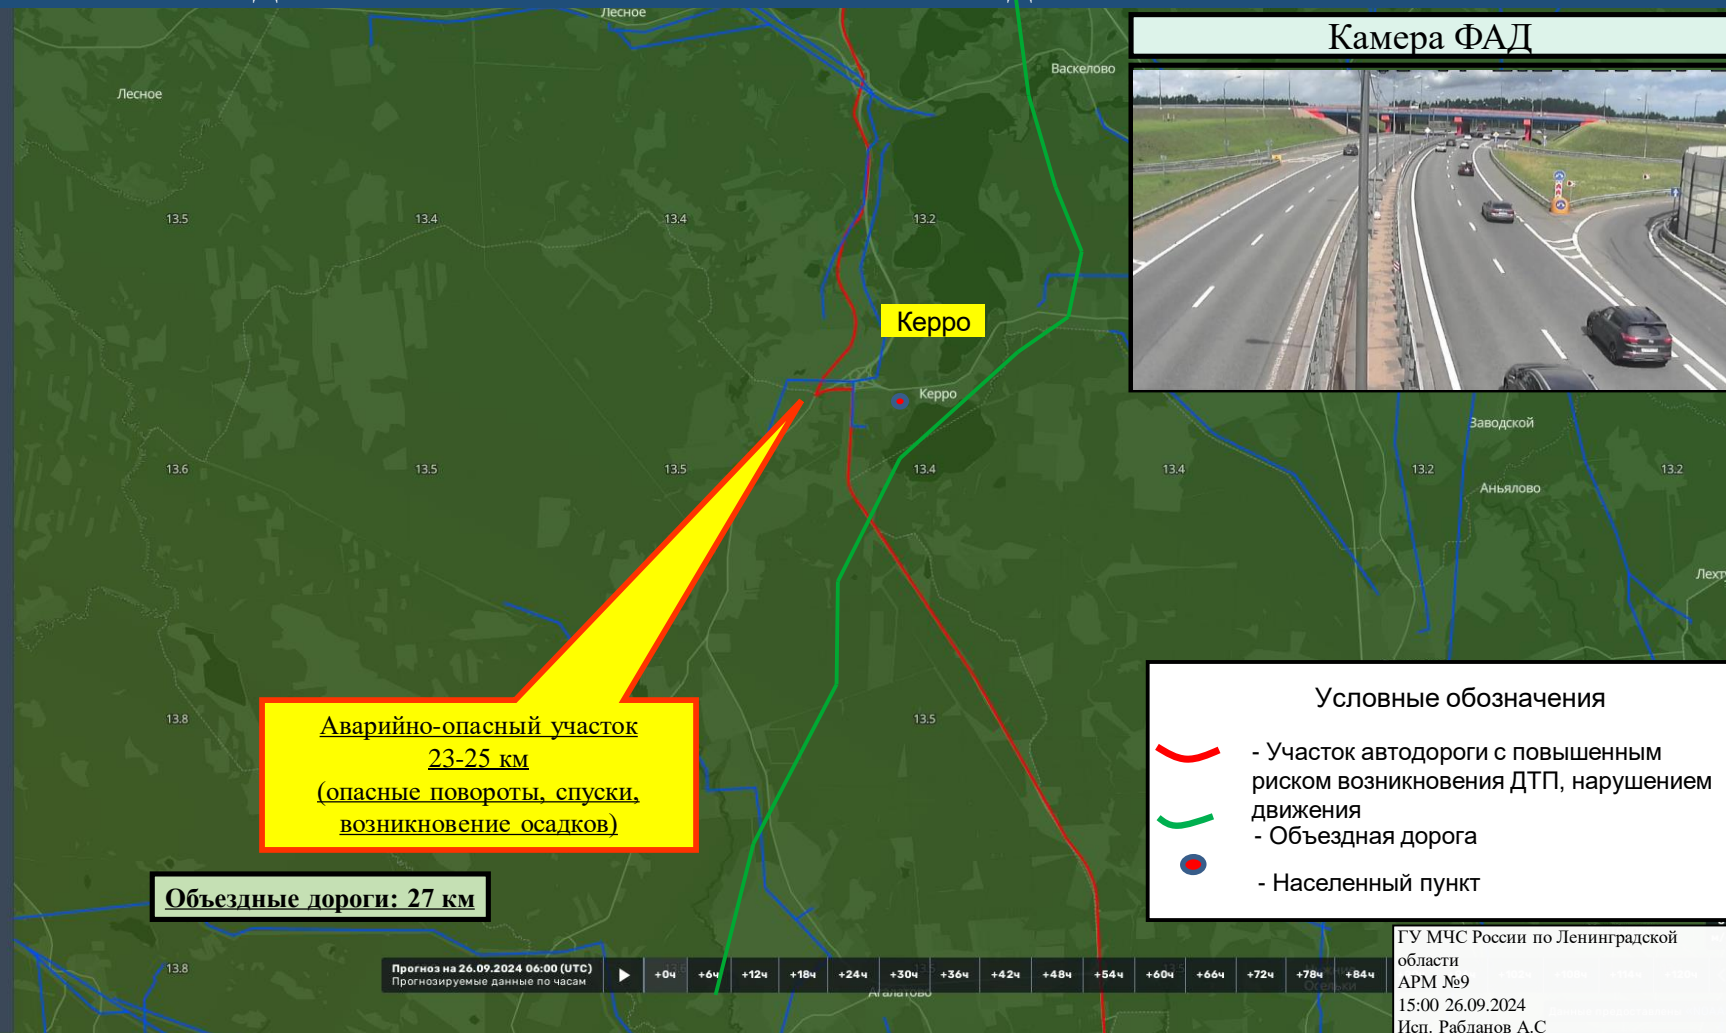 Лесное
Камера ФАД
Васкелово
Лесное
13.5
13.4
13.4
13.2
Керро
Керро
Заводской
13.6
13.5
13.5
13.4
13.4
13.2
13.2
Аньялово
Условные обозначения
Аварийно-опасный участок
23-25 км
(опасные повороты, спуски,
возникновение осадков)
13.8
13.5
- Участок автодороги с повышенным
риском возникновения ДТП, нарушением
движения
- Объездная дорога
- Населенный пункт
Объездные дороги: 27 км
13.8
Прогноз на 26.09.2024 06:00 (UTC)
Прогнозируемые данные по часам
+0ч +6ч +12ч +18ч +24ч +30ч +36ч +42ч +48ч +54ч +60ч +66ч +72ч +78ч +84ч
Агалатово
Осельки
ГУ МЧС России по Ленинградской
области
АРМ №9
15:00 26.09.2024
Исп. Рабданов А.С